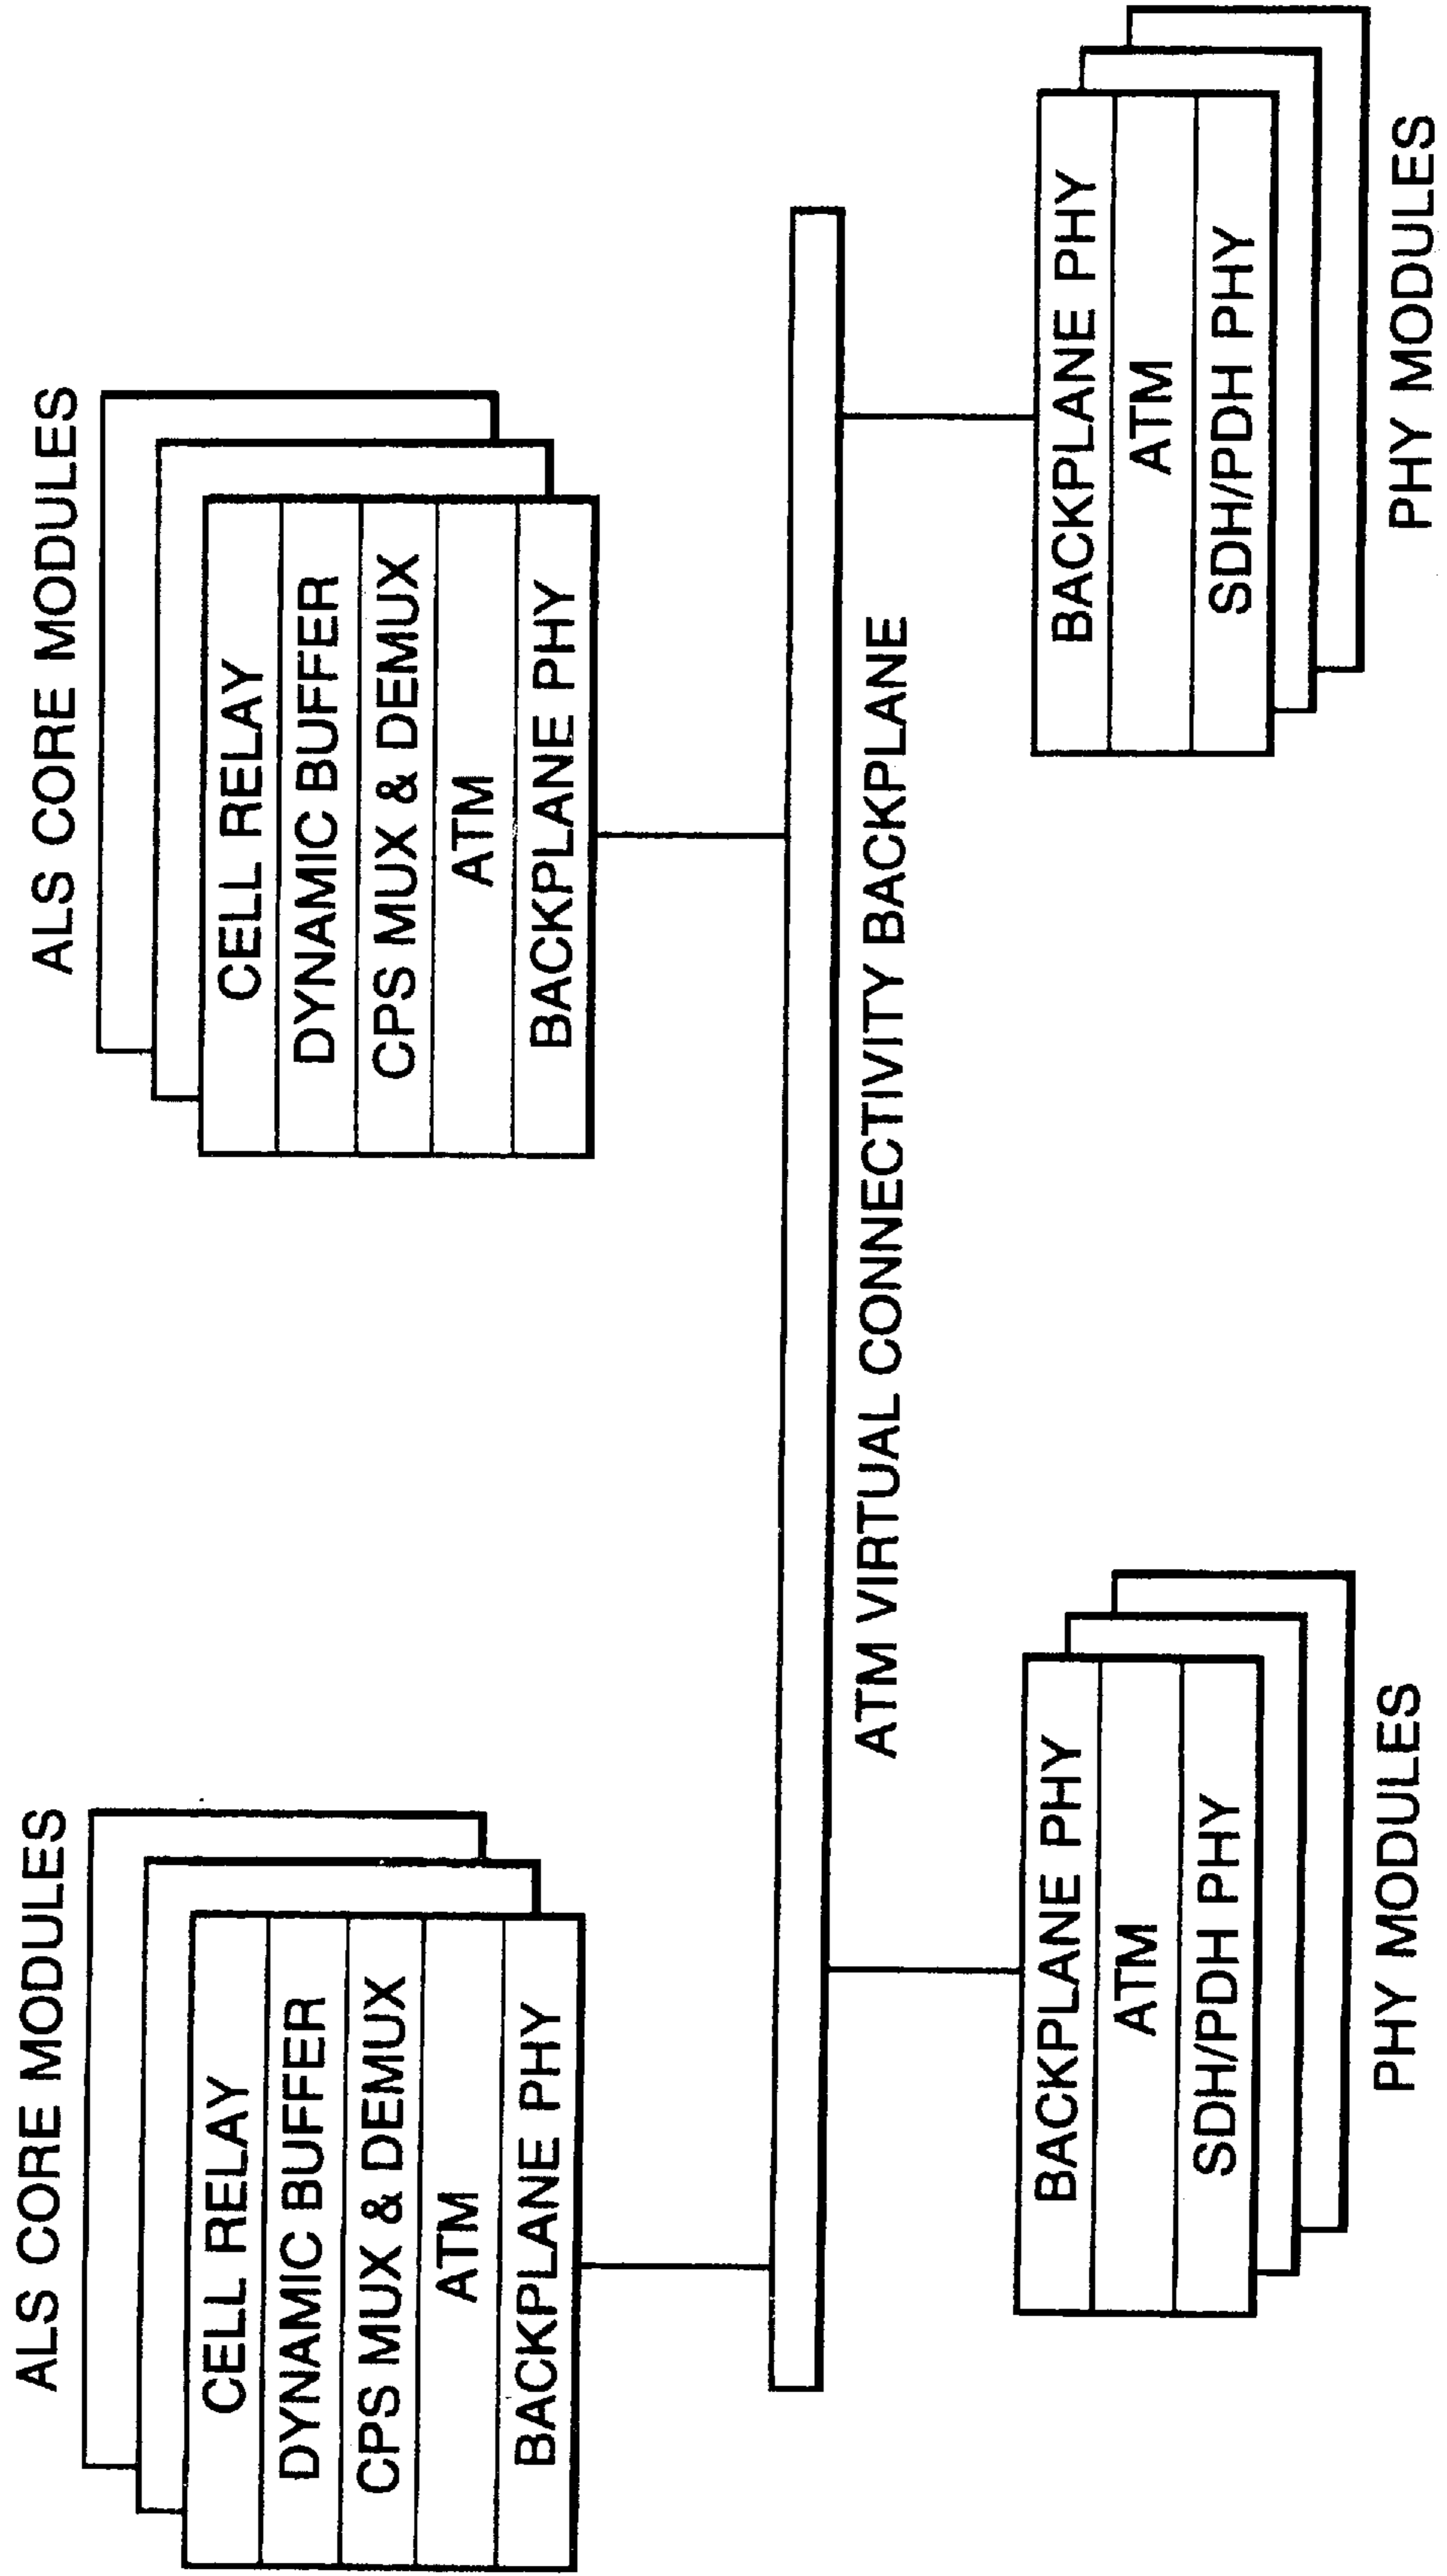 ALS CORE MODULES
CELL RELAY
DYNAMIC BUFFER
CPS MUX & DEMUX
ATM
BACKPLANE PHY
ALS CORE MODULES
CELL RELAY
DYNAMIC BUFFER
CPS MUX & DEMUX
ATM
BACKPLANE PHY
ATM VIRTUAL CONNECTIVITY BACKPLANE
BACKPLANE PHY
ATM
SDH/PDH PHY
PHY MODULES
BACKPLANE PHY
ATM
SDH/PDH PHY
PHY MODULES